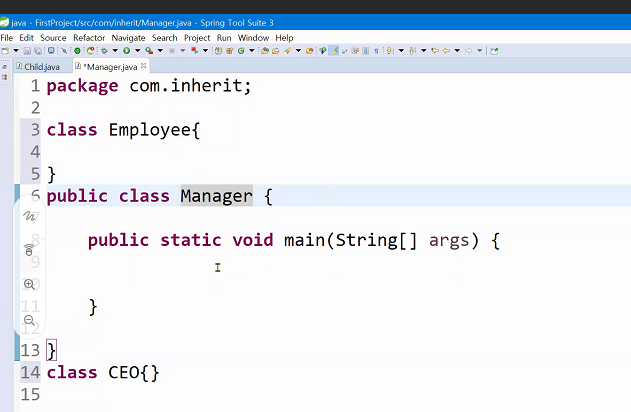 java - FirstProject/src/com/inherit/Manager.java - Spring Tool Suite 3
File Edit Source Refactor Navigate Search Project Run Window Help
Child.java *Manager.java
1 package com.inherit;
2
3 class Employee{
4
5 }
6 public class Manager {
8 public static void main(String[] args) {
9
11 }
12
13 }
14 class CEO{}
15